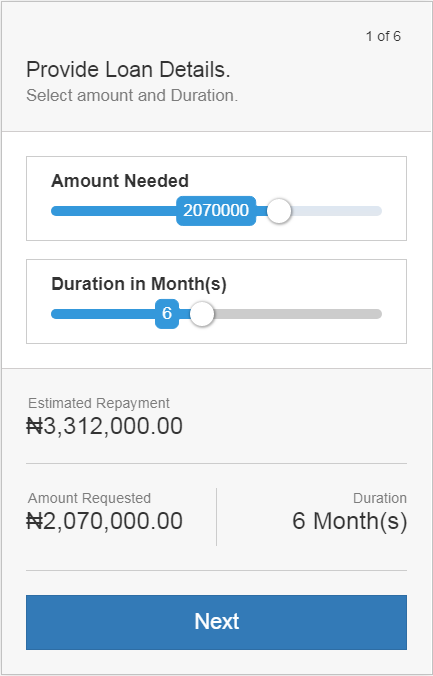 1 of 6
Provide Loan Details.
Select amount and Duration.
Amount Needed
2070000
Duration in Month(s)
6
Estimated Repayment
₦3,312,000.00
Amount Requested
₦2,070,000.00
Duration
6 Month(s)
Next